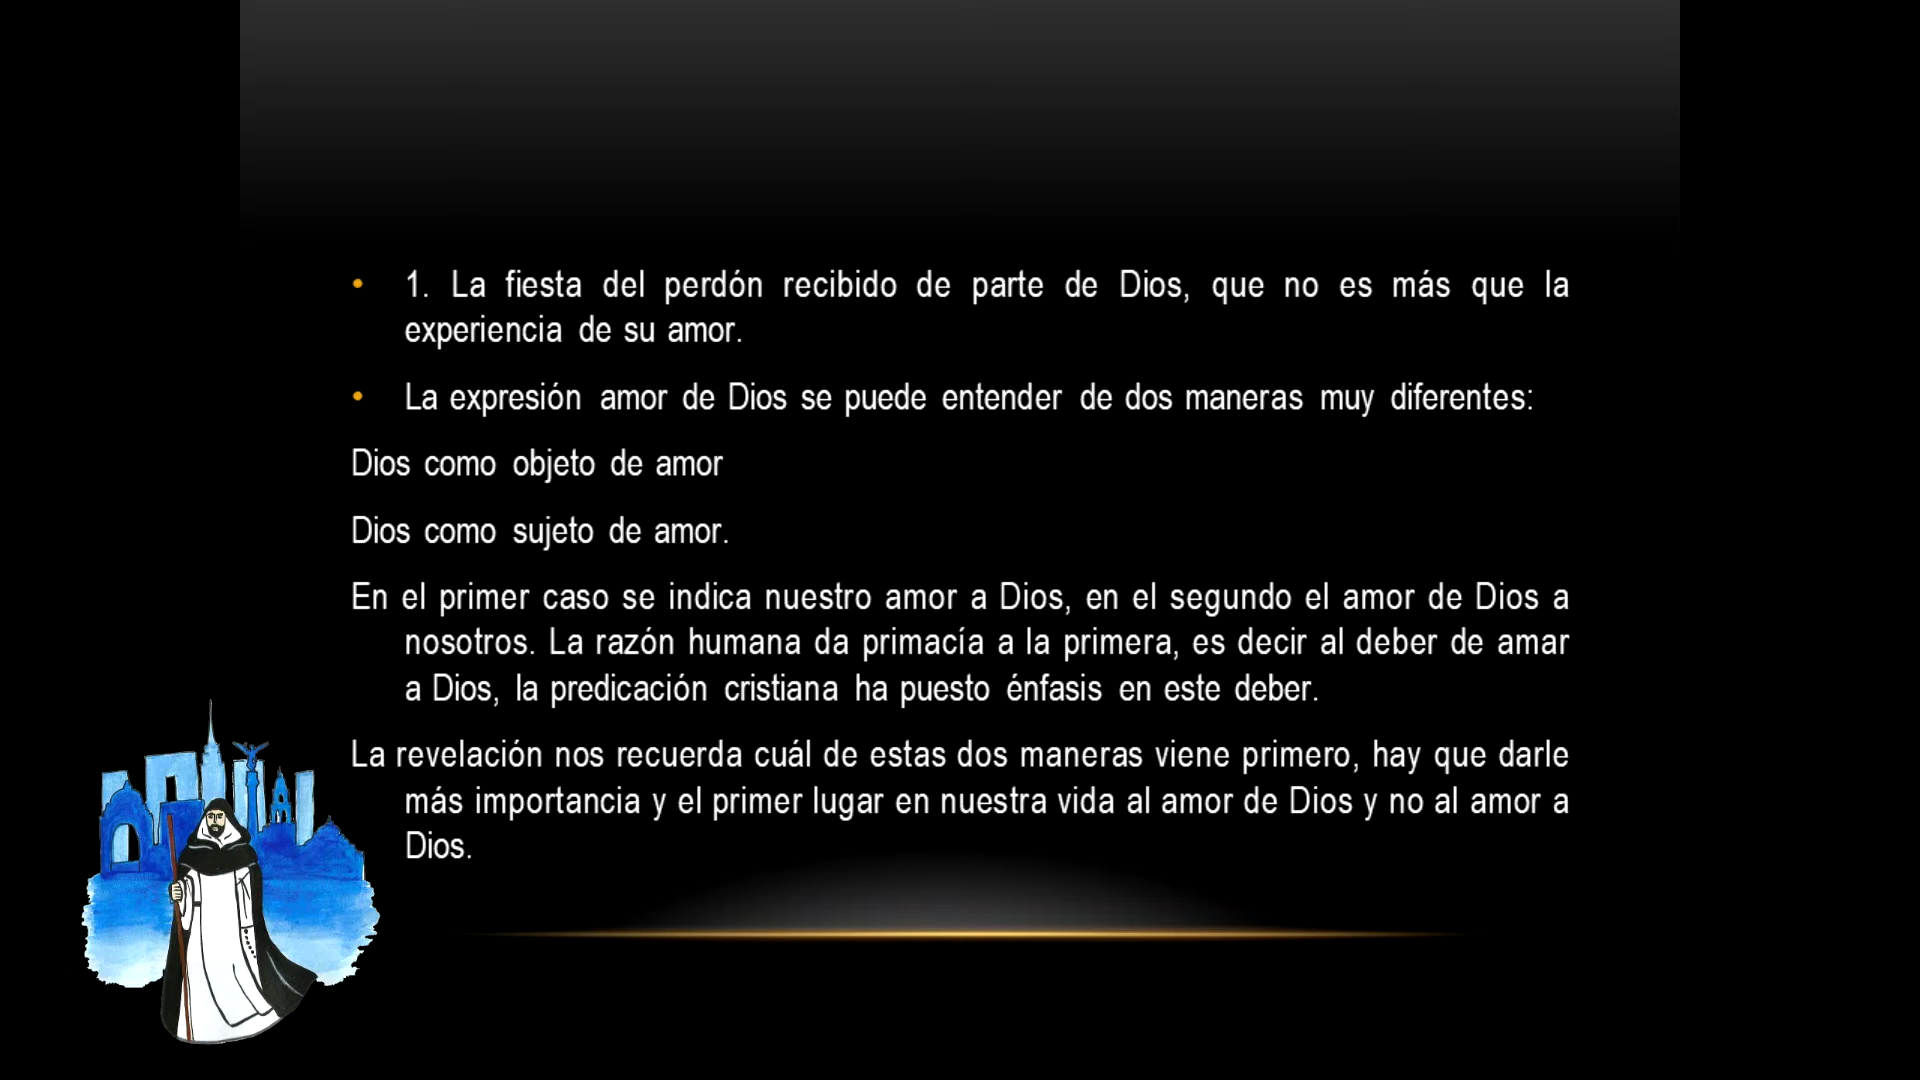 • 1. La fiesta del perdón recibido de parte de Dios, que no es más que la
experiencia de su amor.
• La expresión amor de Dios se puede entender de dos maneras muy diferentes:
Dios como objeto de amor
Dios como sujeto de amor.
En el primer caso se indica nuestro amor a Dios, en el segundo el amor de Dios a
nosotros. La razón humana da primacía a la primera, es decir al deber de amar
a Dios, la predicación cristiana ha puesto énfasis en este deber.
La revelación nos recuerda cuál de estas dos maneras viene primero, hay que darle
más importancia y el primer lugar en nuestra vida al amor de Dios y no al amor a
Dios.